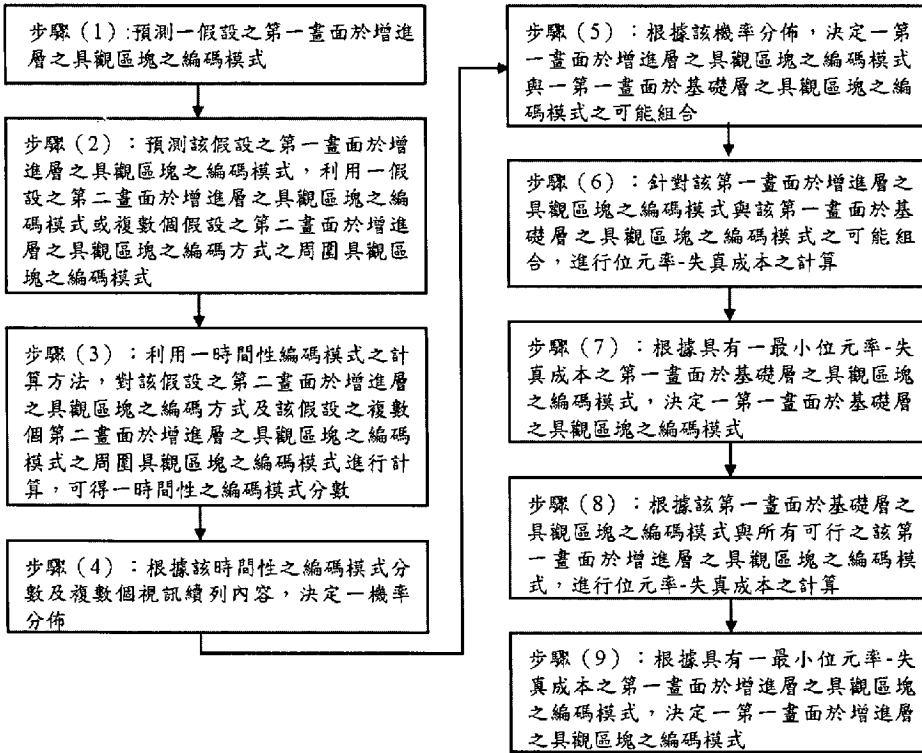 步驟（1）:預測一假設之第一畫面於增進
層之具觀區塊之編碼模式
步驟（2）：預測該假設之第一畫面於增
進層之具觀區塊之編碼模式，利用一假
設之第二畫面於增進層之具觀區塊之編
碼模式或複數個假設之第二畫面於增進
層之具觀區塊之編碼方式之周圍具觀區
塊之編碼模式
步驟（3）：利用一時間性編碼模式之計
算方法，對該假設之第二畫面於增進層
之具觀區塊之編碼方式及該假設之複數
個第二畫面於增進層之具觀區塊之編碼
模式之周圍具觀區塊之編碼模式進行計
算，可得一時間性之編碼模式分數
步驟（4）：根據該時間性之編碼模式分
數及複數個視訊續列內容，決定一機率
分佈
步驟（5）：根據該機率分佈，決定一第
一畫面於增進層之具觀區塊之編碼模式
與一第一畫面於基礎層之具觀區塊之編
碼模式之可能組合
步驟（6）：針對該第一畫面於增進層之
具觀區塊之編碼模式與該第一畫面於基
礎層之具觀區塊之編碼模式之可能組
合，進行位元率-失真成本之計算
步驟（7）：根據具有一最小位元率-失
真成本之第一畫面於基礎層之具觀區塊
之編碼模式，決定一第一畫面於基礎層
之具觀區塊之編碼模式
步驟（8）：根據該第一畫面於基礎層之
具觀區塊之編碼模式與所有可行之該第
一畫面於增進層之具觀區塊之編碼模
式，進行位元率-失真成本之計算
步驟（9）：根據具有一最小位元率-失
真成本之第一畫面於增進層之具觀區塊
之編碼模式，決定一第一畫面於增進層
之具觀區塊之編碼模式